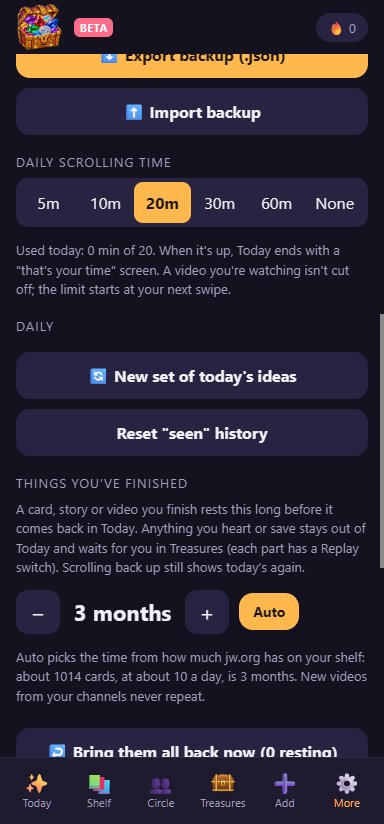 BETA
0
Export backup (.json)
Import backup
DAILY SCROLLING TIME
5m 10m 20m 30m 60m None
Used today: 0 min of 20. When it's up, Today ends with a
"that's your time" screen. A video you're watching isn't cut
off; the limit starts at your next swipe.
DAILY
New set of today's ideas
Reset "seen" history
THINGS YOU'VE FINISHED
A card, story or video you finish rests this long before it
comes back in Today. Anything you heart or save stays out of
Today and waits for you in Treasures (each part has a Replay
switch). Scrolling back up still shows today's again.
− 3 months + Auto
Auto picks the time from how much jw.org has on your shelf:
about 1014 cards, at about 10 a day, is 3 months. New videos
from your channels never repeat.
Bring them all back now (0 resting)
Today Shelf Circle Treasures Add More